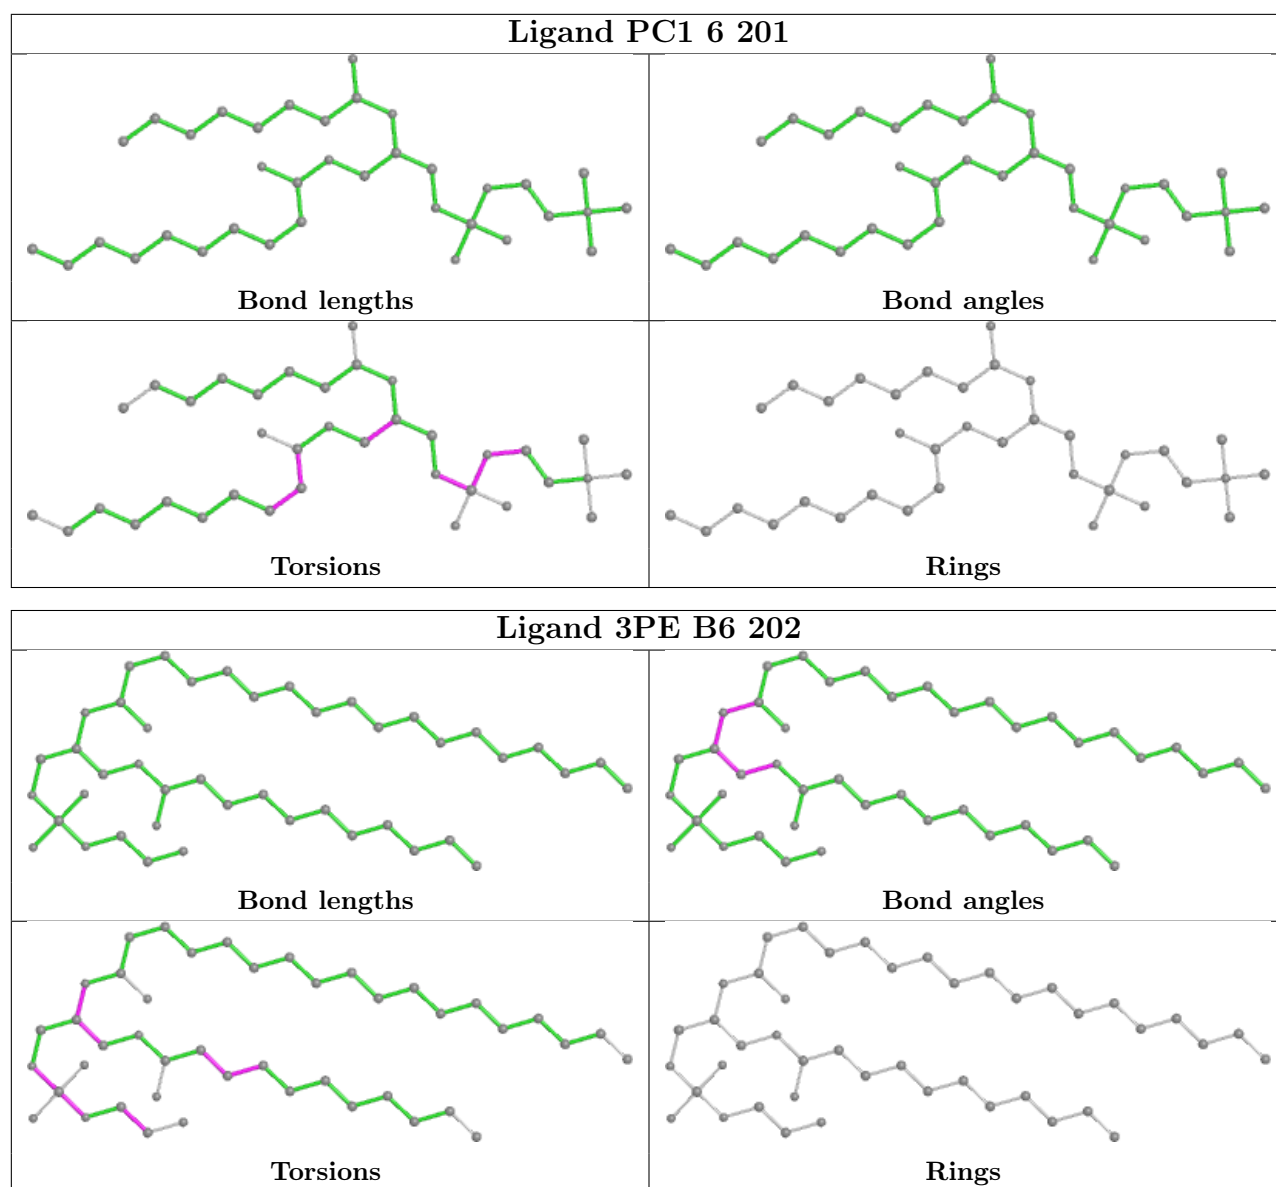 Ligand PC1 6 201
Bond lengths
Bond angles
Torsions
Rings
Ligand 3PE B6 202
Bond lengths
Bond angles
Torsions
Rings